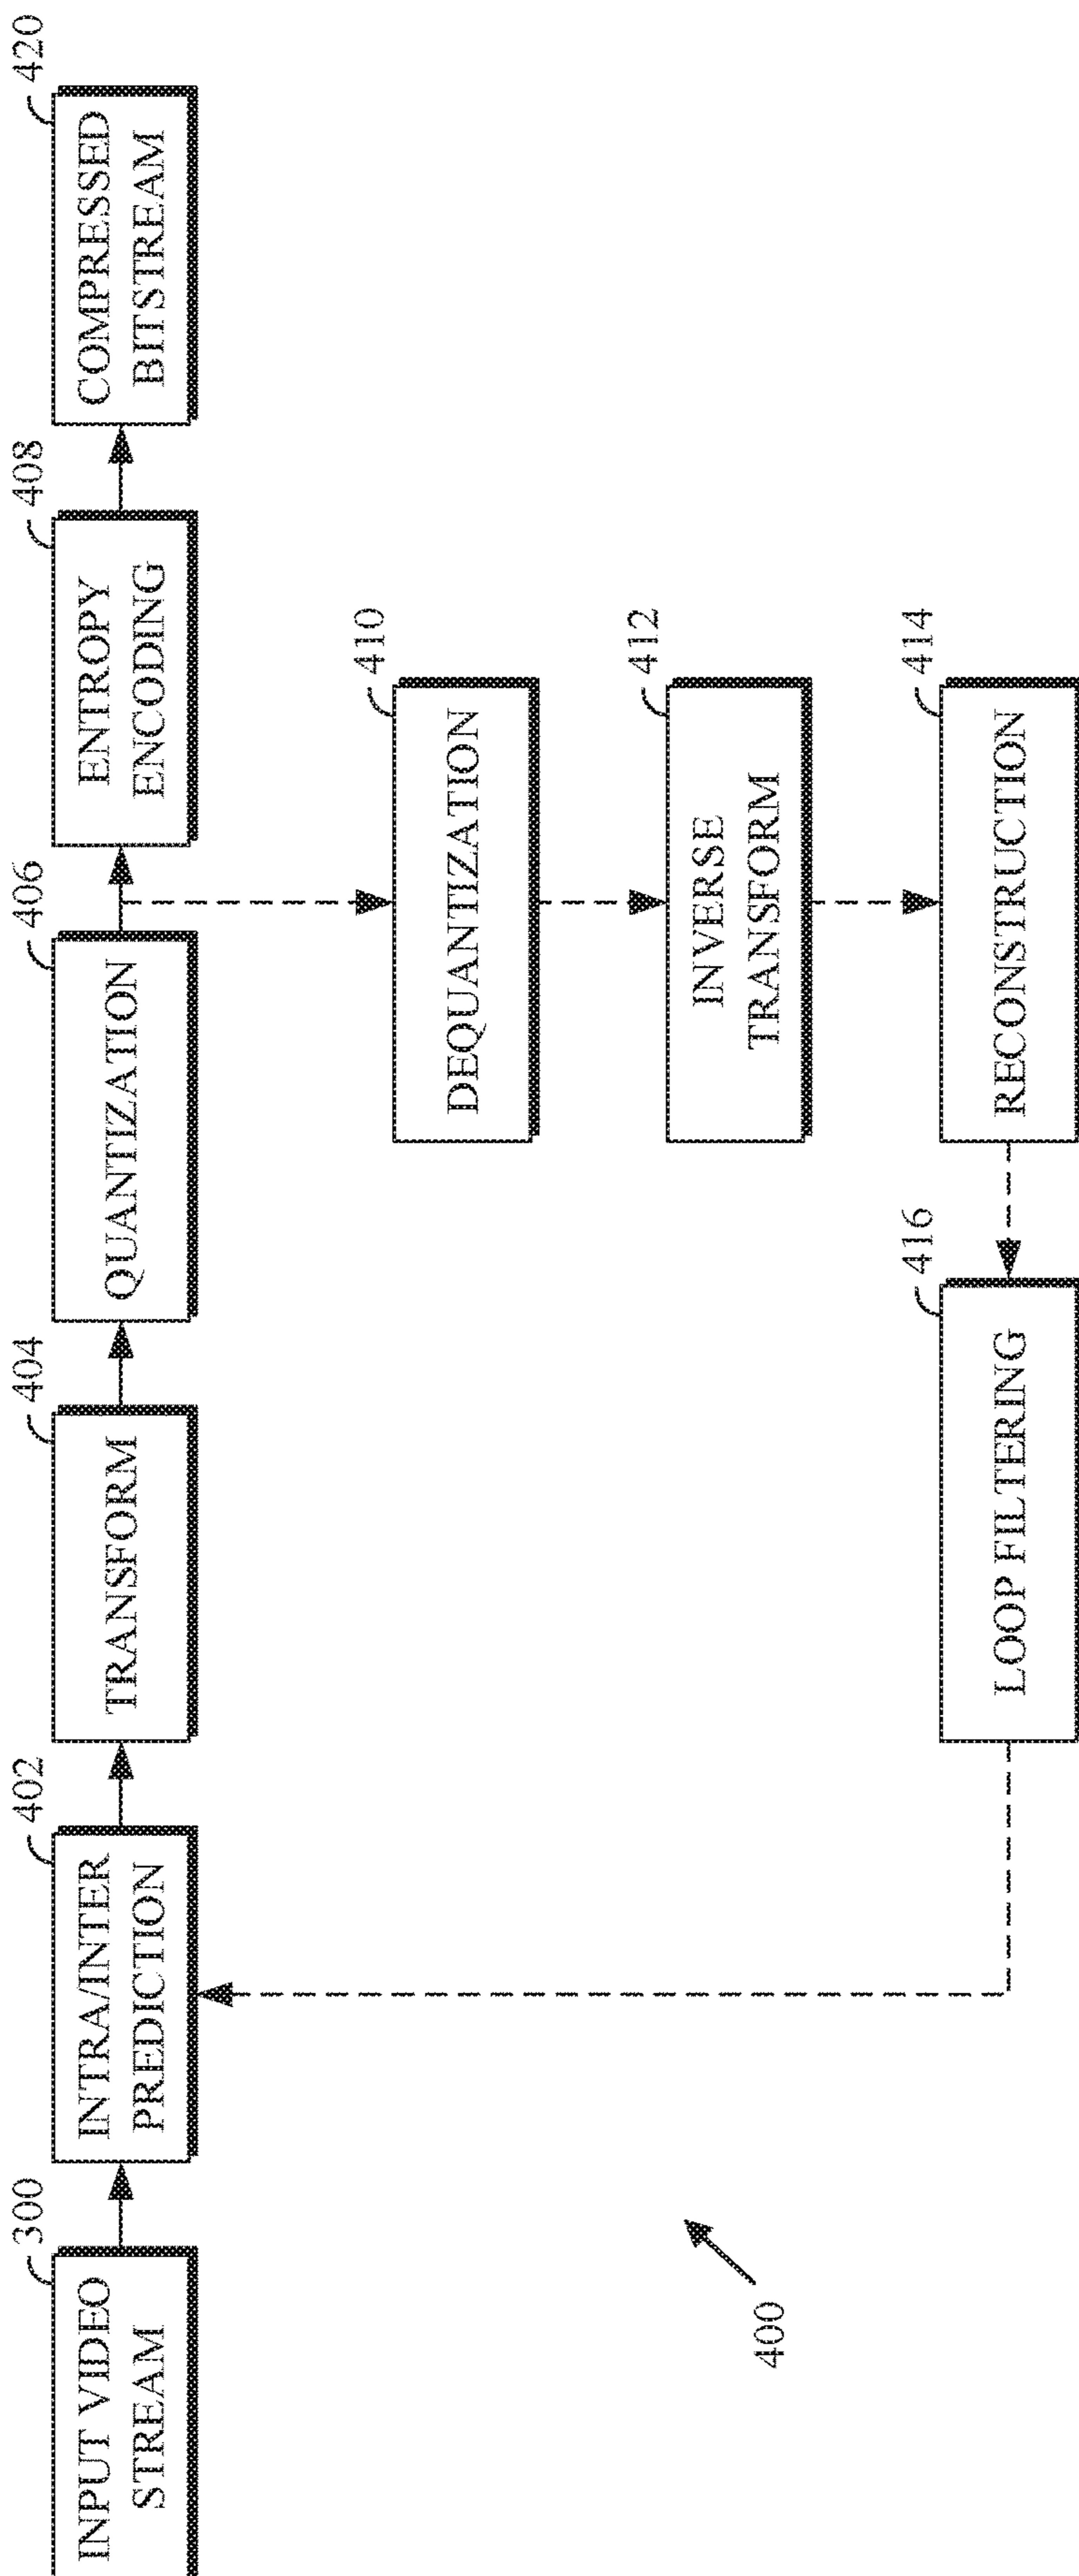 300
INPUT VIDEO
STREAM
402
INTRA/INTER
PREDICTION
404
TRANSFORM
406
QUANTIZATION
408
ENTROPY
ENCODING
420
COMPRESSED
BITSTREAM
410
DEQUANTIZATION
412
INVERSE
TRANSFORM
414
RECONSTRUCTION
416
LOOP FILTERING
400